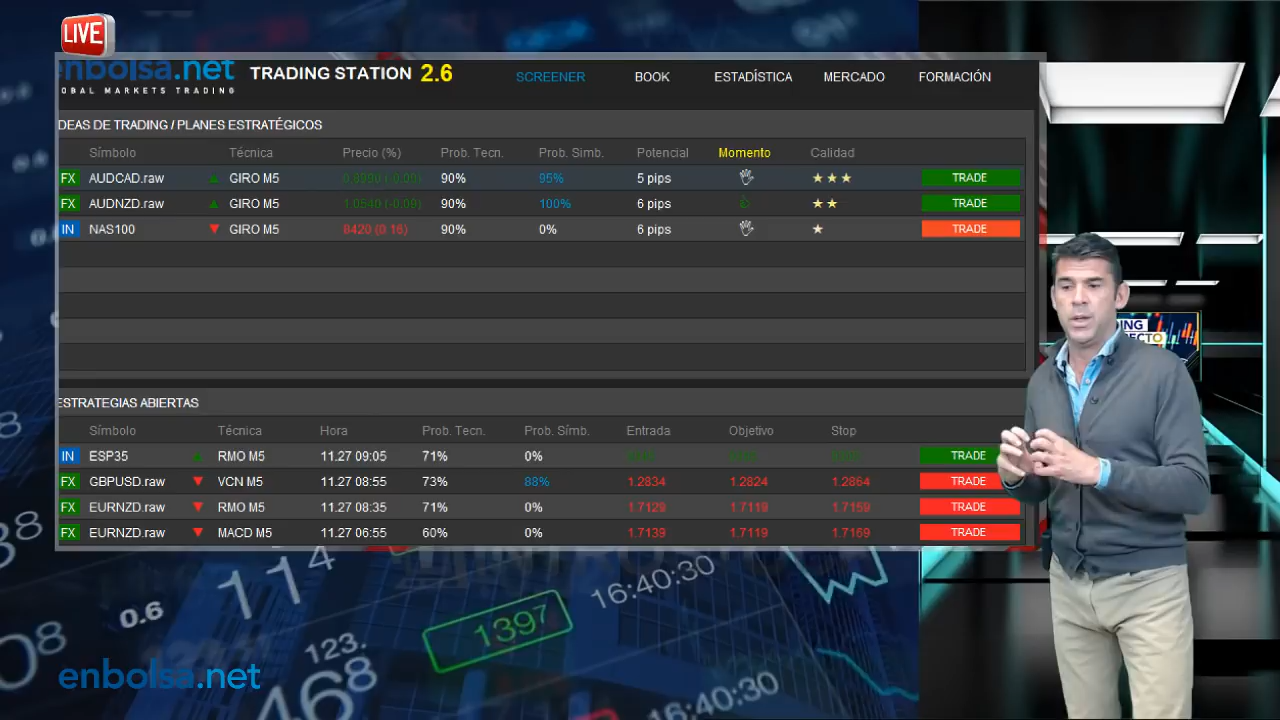 LIVE
enbolsa.net
OBAL MARKETS TRADING
TRADING STATION 2.6
SCREENER BOOK ESTADÍSTICA MERCADO FORMACIÓN
DEAS DE TRADING / PLANES ESTRATÉGICOS
Símbolo Técnica Precio (%) Prob. Tecn. Prob. Simb. Potencial Momento Calidad
FX AUDCAD.raw GIRO M5 90% 95% 5 pips TRADE
FX AUDNZD.raw GIRO M5 1.0540 (-0.09) 90% 100% 6 pips TRADE
IN NAS100 GIRO M5 8420 (0.16) 90% 0% 6 pips TRADE
ESTRATEGIAS ABIERTAS
Símbolo Técnica Hora Prob. Tecn. Prob. Símb. Entrada Objetivo Stop
IN ESP35 RMO M5 11.27 09:05 71% 0% TRADE
FX GBPUSD.raw VCN M5 11.27 08:55 73% 88% 1.2834 1.2824 1.2864 TRADE
FX EURNZD.raw RMO M5 11.27 08:35 71% 0% 1.7129 1.7119 1.7159 TRADE
FX EURNZD.raw MACD M5 11.27 06:55 60% 0% 1.7139 1.7119 1.7169 TRADE
ING
ECTO
114
0.6
16:40:30
1397
123.
468
16:40:30
enbolsa.net